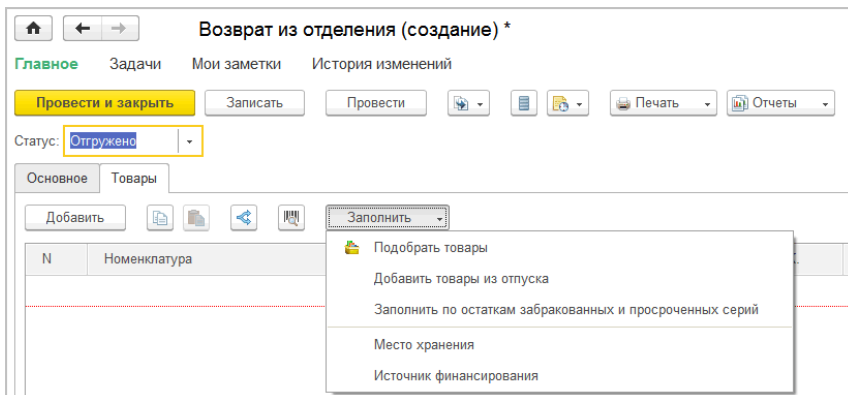 Возврат из отделения (создание) *
Главное Задачи Мои заметки История изменений
Провести и закрыть Записать Провести Печать Отчеты
Статус: Отгружено
Основное Товары
Добавить Заполнить
N Номенклатура
Подобрать товары
Добавить товары из отпуска
Заполнить по остаткам забракованных и просроченных серий
Место хранения
Источник финансирования